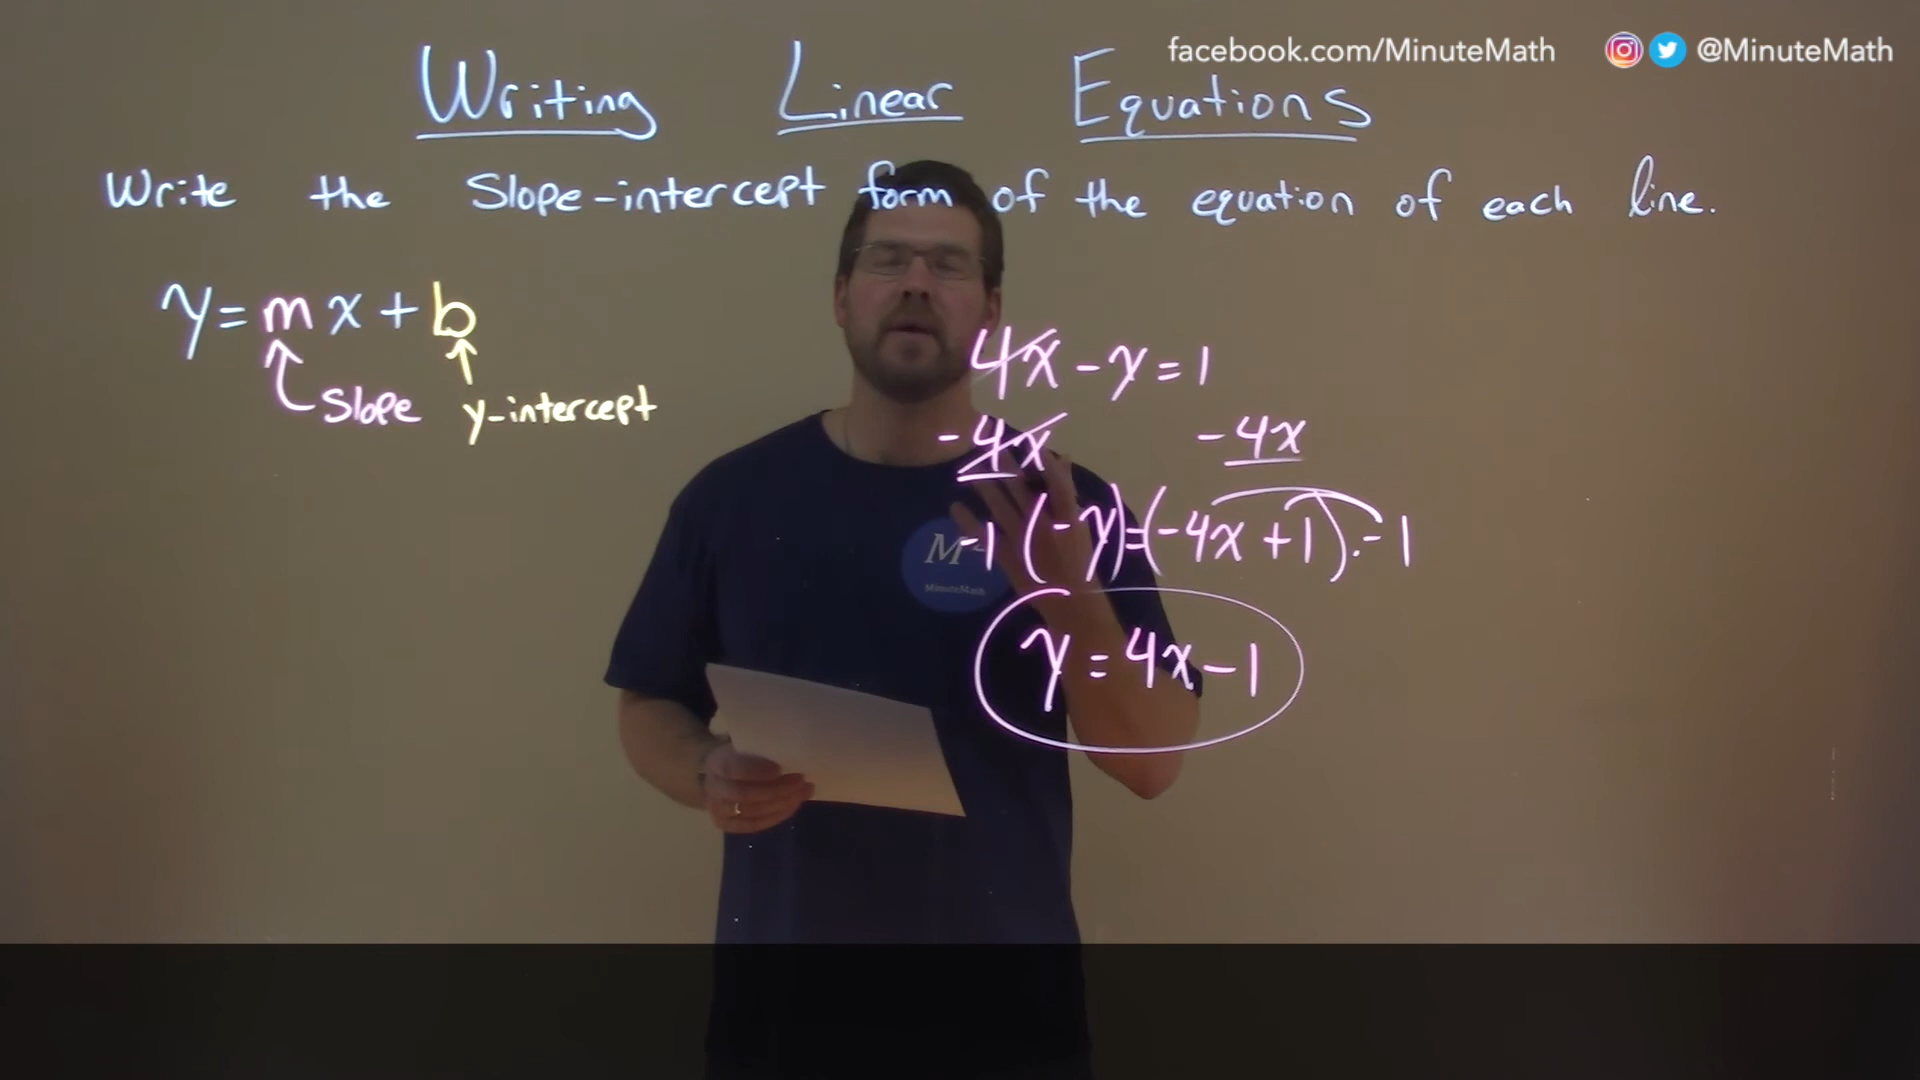 facebook.com/MinuteMath @MinuteMath
Writing Linear Equations
Write the Slope-intercept form of the equation of each line.
y=mx+b
Slope y-intercept
4x-y=1
-4x -4x
-1(-y)=(-4x+1).-1
y=4x-1
M²
MinuteMath